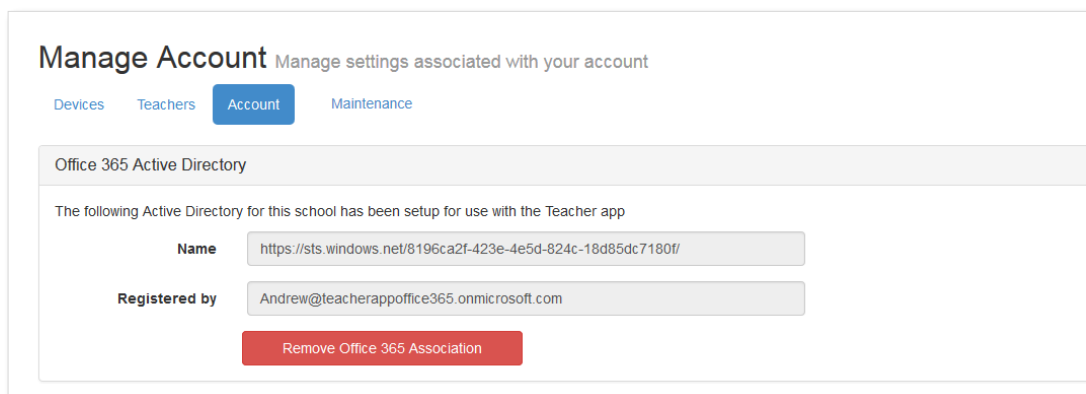 Manage Account Manage settings associated with your account
Devices Teachers Account Maintenance
Office 365 Active Directory
The following Active Directory for this school has been setup for use with the Teacher app
Name https://sts.windows.net/8196ca2f-423e-4e5d-824c-18d85dc7180f/
Registered by Andrew@teacherappoffice365.onmicrosoft.com
Remove Office 365 Association